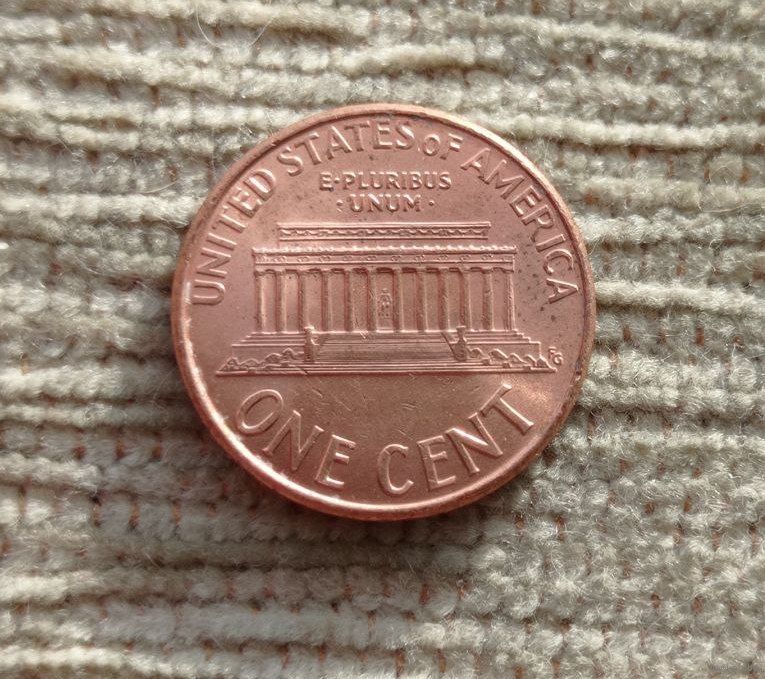 UNITED STATES OF AMERICA
E·PLURIBUS
·UNUM·
FG
ONE CENT